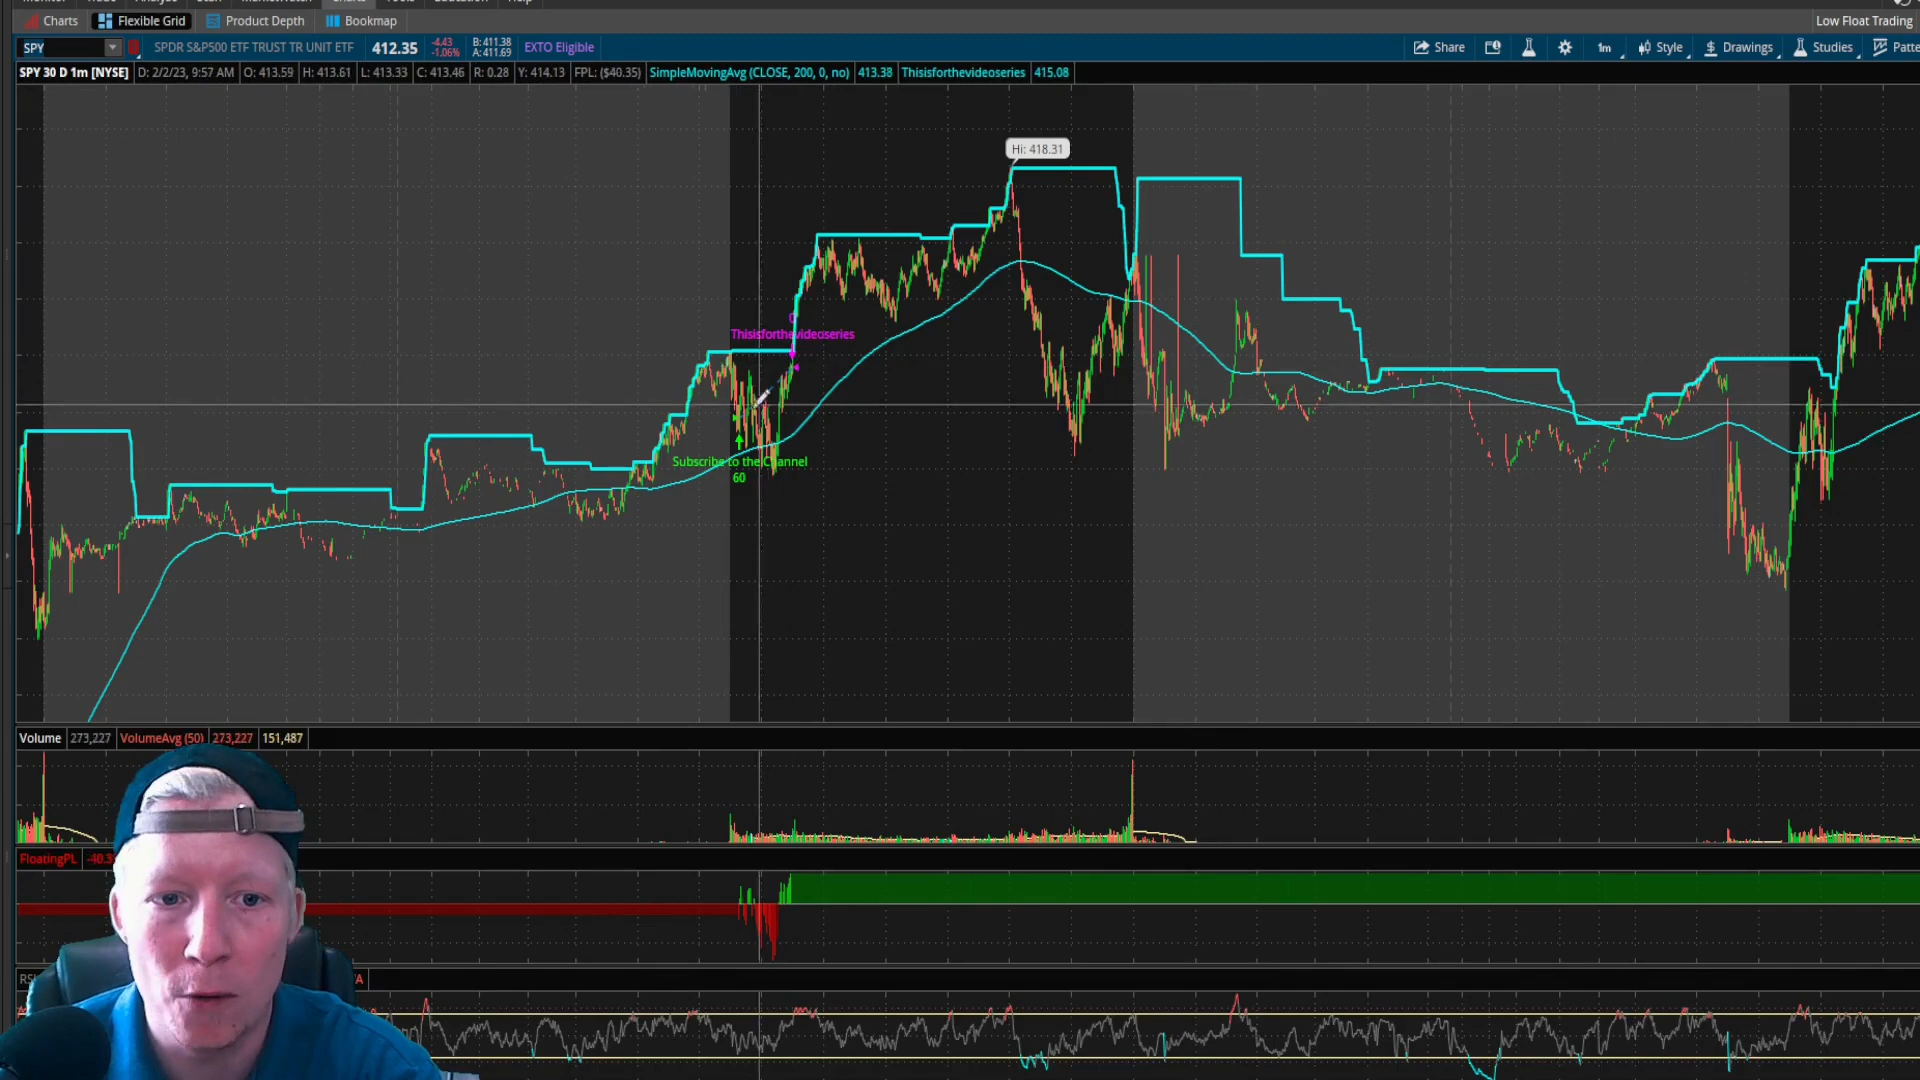 Charts Flexible Grid Product Depth Bookmap Low Float Trading
SPY SPDR S&P500 ETF TRUST TR UNIT ETF 412.35 -4.43 -1.06% B: 411.38 A: 411.69 EXTO Eligible Share 1m Style Drawings Studies Patte
SPY 30 D 1m [NYSE] D: 2/2/23, 9:57 AM O: 413.59 H: 413.61 L: 413.33 C: 413.46 R: 0.28 Y: 414.13 FPL: ($40.35) SimpleMovingAvg (CLOSE, 200, 0, no) 413.38 Thisisforthevideoseries 415.08
Hi: 418.31
Thisisforthevideoseries
Subscribe to the Channel
60
Volume 273,227 VolumeAvg (50) 273,227 151,487
FloatingPL -40.3